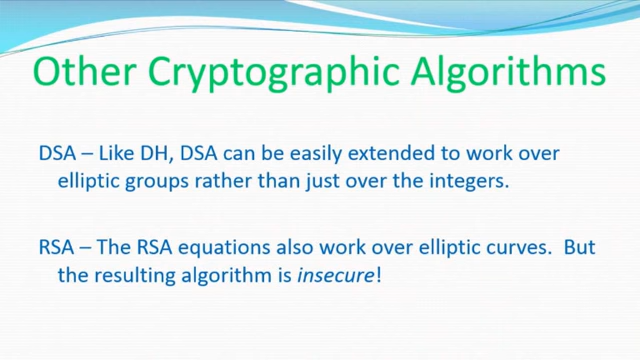 Other Cryptographic Algorithms
DSA – Like DH, DSA can be easily extended to work over
elliptic groups rather than just over the integers.
RSA – The RSA equations also work over elliptic curves.  But
the resulting algorithm is insecure!